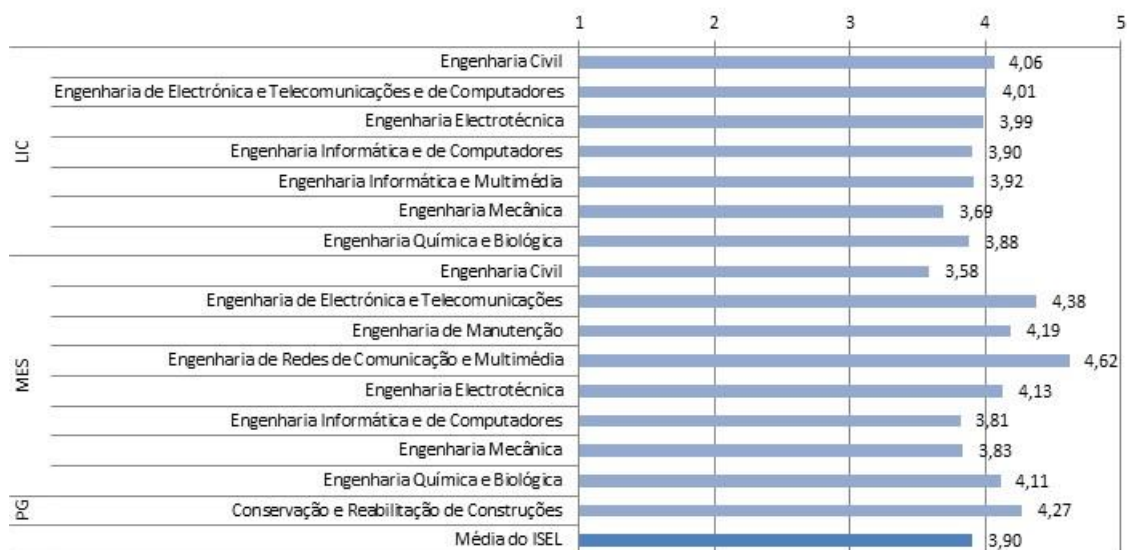 1 2 3 4 5
LIC
Engenharia Civil 4,06
Engenharia de Electrónica e Telecomunicações e de Computadores 4,01
Engenharia Electrotécnica 3,99
Engenharia Informática e de Computadores 3,90
Engenharia Informática e Multimédia 3,92
Engenharia Mecânica 3,69
Engenharia Química e Biológica 3,88
MES
Engenharia Civil 3,58
Engenharia de Electrónica e Telecomunicações 4,38
Engenharia de Manutenção 4,19
Engenharia de Redes de Comunicação e Multimédia 4,62
Engenharia Electrotécnica 4,13
Engenharia Informática e de Computadores 3,81
Engenharia Mecânica 3,83
Engenharia Química e Biológica 4,11
PG
Conservação e Reabilitação de Construções 4,27
Média do ISEL 3,90